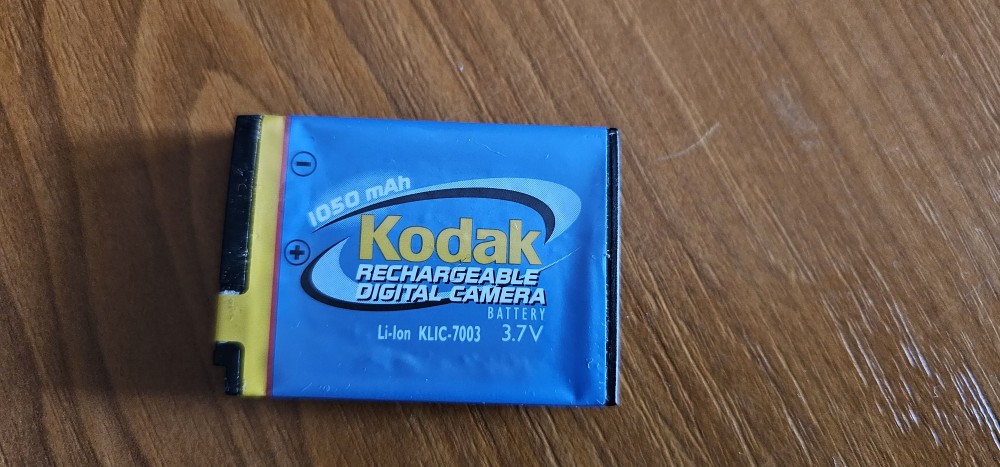 1050 mAh
Kodak
RECHARGEABLE
DIGITAL CAMERA
BATTERY
Li-Ion KLIC-7003 3.7V